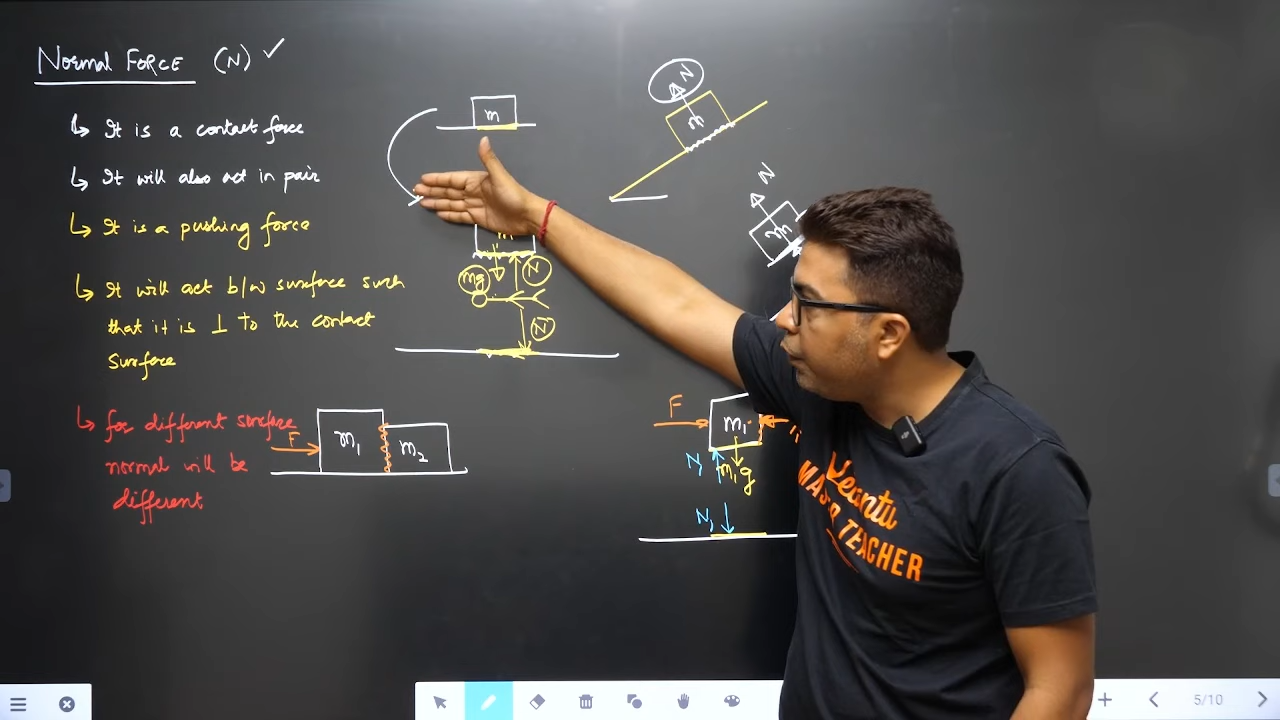 Normal FORCE (N) ✓
↳ It is a contact force
↳ It will also act in pair
↳ It is a pushing force
↳ It will act b/w surface such
that it is ⊥ to the contact
surface
↳ for different surface
normal will be
different
m
m
mg
N
N
N
m
N
m
F
m₁
m₂
F
m₁
N₁
m₁g
N₁
Vedantu
MASTER TEACHER
5/10